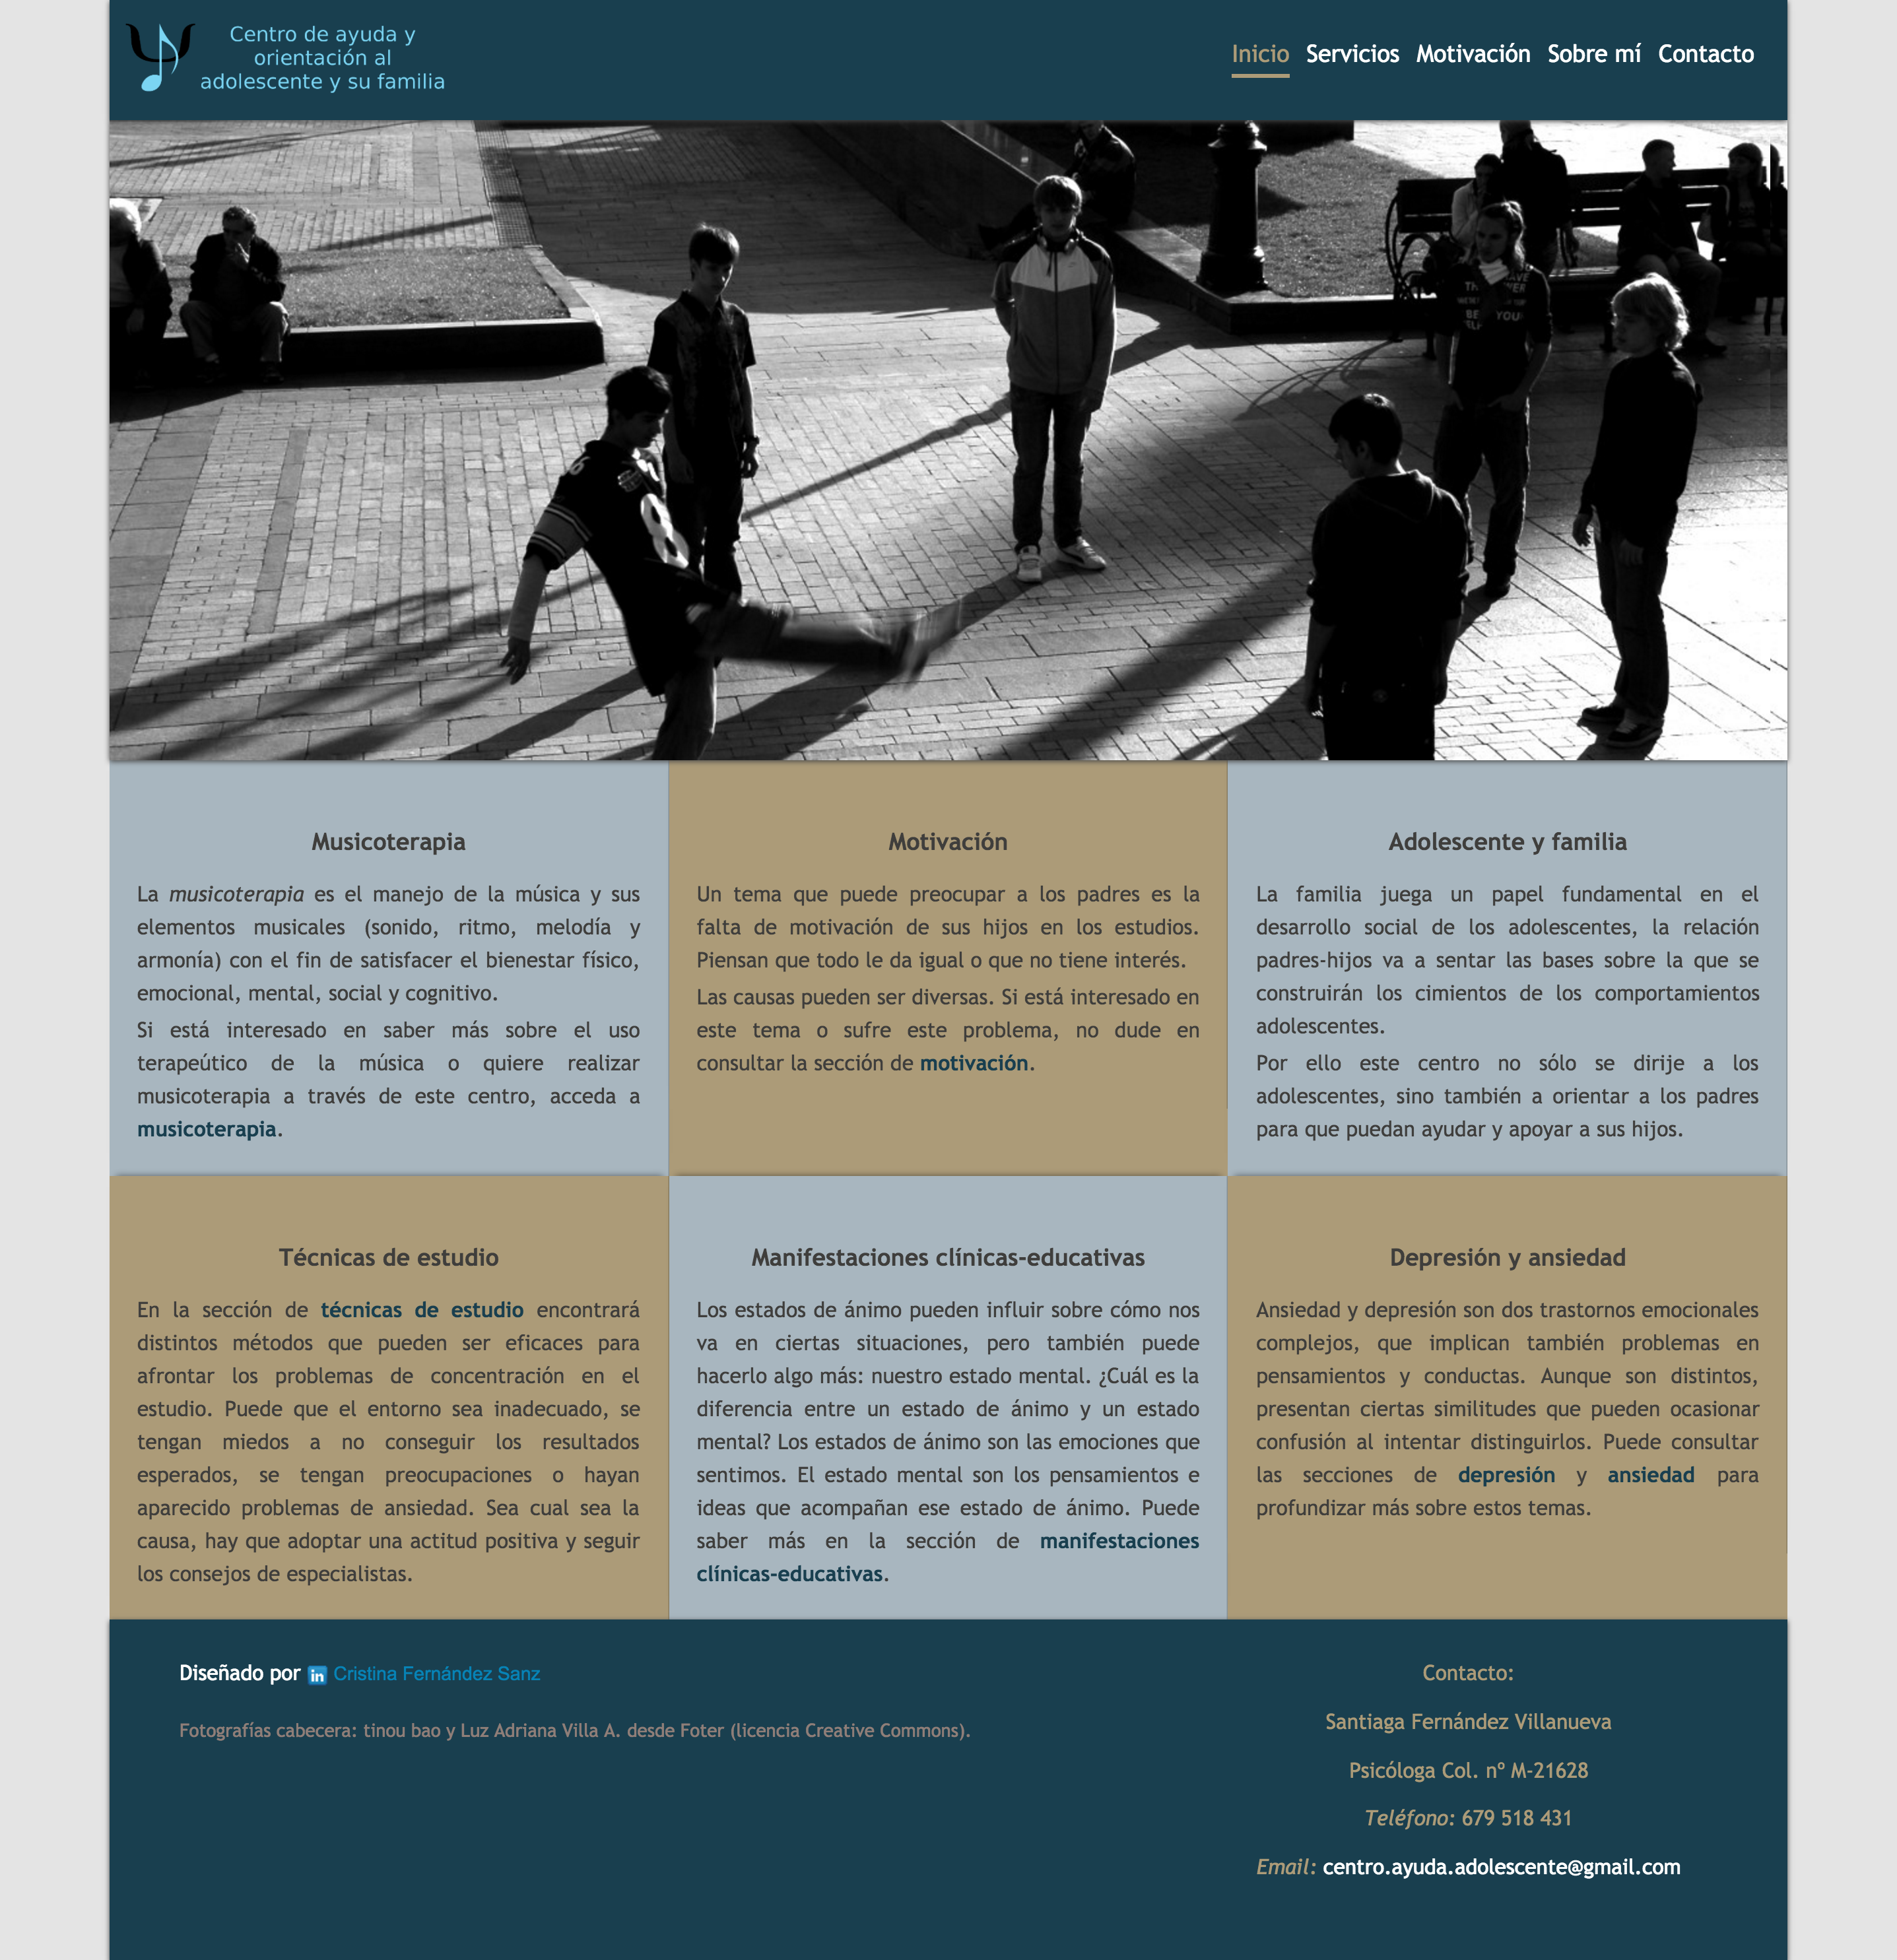 Centro de ayuda y
orientación al
adolescente y su familia
Inicio Servicios Motivación Sobre mí Contacto
Musicoterapia
La musicoterapia es el manejo de la música y sus
elementos musicales (sonido, ritmo, melodía y
armonía) con el fin de satisfacer el bienestar físico,
emocional, mental, social y cognitivo.
Si está interesado en saber más sobre el uso
terapeútico de la música o quiere realizar
musicoterapia a través de este centro, acceda a
musicoterapia.
Motivación
Un tema que puede preocupar a los padres es la
falta de motivación de sus hijos en los estudios.
Piensan que todo le da igual o que no tiene interés.
Las causas pueden ser diversas. Si está interesado en
este tema o sufre este problema, no dude en
consultar la sección de motivación.
Adolescente y familia
La familia juega un papel fundamental en el
desarrollo social de los adolescentes, la relación
padres-hijos va a sentar las bases sobre la que se
construirán los cimientos de los comportamientos
adolescentes.
Por ello este centro no sólo se dirije a los
adolescentes, sino también a orientar a los padres
para que puedan ayudar y apoyar a sus hijos.
Técnicas de estudio
En la sección de técnicas de estudio encontrará
distintos métodos que pueden ser eficaces para
afrontar los problemas de concentración en el
estudio. Puede que el entorno sea inadecuado, se
tengan miedos a no conseguir los resultados
esperados, se tengan preocupaciones o hayan
aparecido problemas de ansiedad. Sea cual sea la
causa, hay que adoptar una actitud positiva y seguir
los consejos de especialistas.
Manifestaciones clínicas-educativas
Los estados de ánimo pueden influir sobre cómo nos
va en ciertas situaciones, pero también puede
hacerlo algo más: nuestro estado mental. ¿Cuál es la
diferencia entre un estado de ánimo y un estado
mental? Los estados de ánimo son las emociones que
sentimos. El estado mental son los pensamientos e
ideas que acompañan ese estado de ánimo. Puede
saber más en la sección de manifestaciones
clínicas-educativas.
Depresión y ansiedad
Ansiedad y depresión son dos trastornos emocionales
complejos, que implican también problemas en
pensamientos y conductas. Aunque son distintos,
presentan ciertas similitudes que pueden ocasionar
confusión al intentar distinguirlos. Puede consultar
las secciones de depresión y ansiedad para
profundizar más sobre estos temas.
Diseñado por in Cristina Fernández Sanz
Fotografías cabecera: tinou bao y Luz Adriana Villa A. desde Foter (licencia Creative Commons).
Contacto:
Santiaga Fernández Villanueva
Psicóloga Col. nº M-21628
Teléfono: 679 518 431
Email: centro.ayuda.adolescente@gmail.com